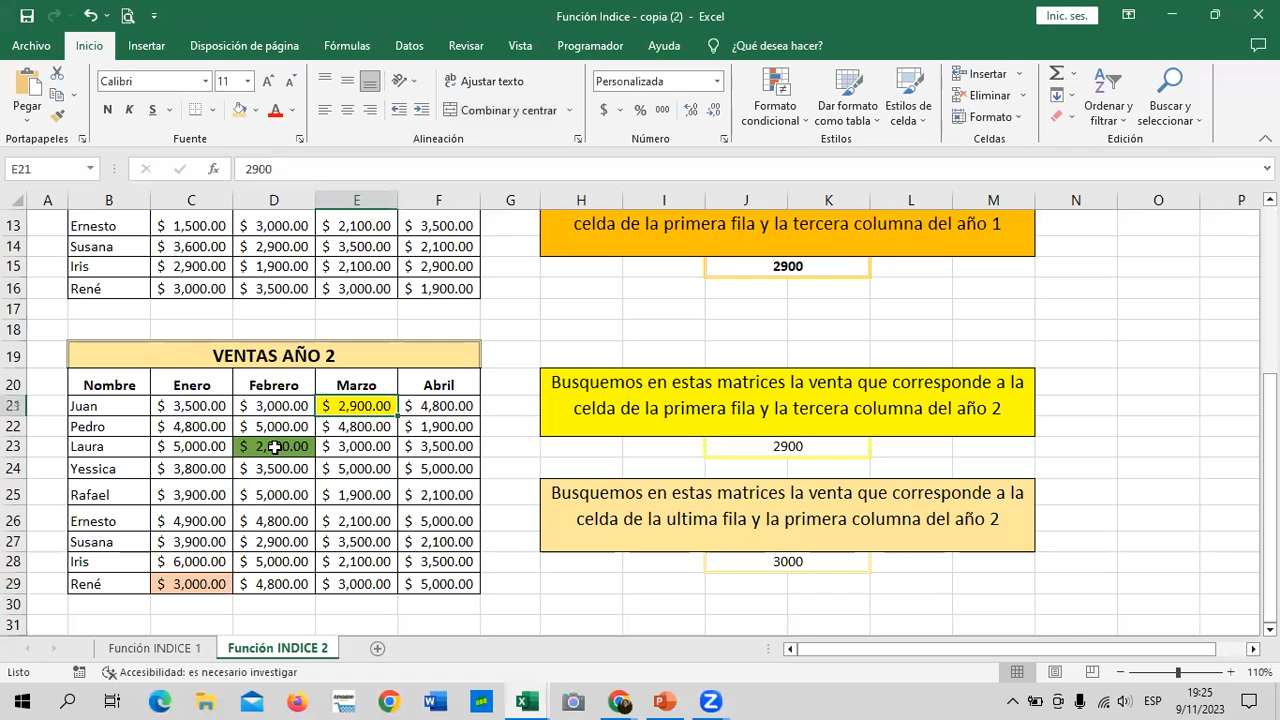 Función Indice - copia (2) - Excel
Inic. ses.
Archivo Inicio Insertar Disposición de página Fórmulas Datos Revisar Vista Programador Ayuda ¿Qué desea hacer?
Pegar
Calibri 11
N K S
Ajustar texto
Combinar y centrar
Personalizada
$ % 000
Formato condicional
Dar formato como tabla
Estilos de celda
Insertar
Eliminar
Formato
Ordenar y filtrar
Buscar y seleccionar
Portapapeles Fuente Alineación Número Estilos Celdas Edición
E21 fx 2900
A B C D E F G H I J K L M N O P
13 Ernesto $ 1,500.00 $ 3,000.00 $ 2,100.00 $ 3,500.00
celda de la primera fila y la tercera columna del año 1
14 Susana $ 3,600.00 $ 2,900.00 $ 3,500.00 $ 2,100.00
15 Iris $ 2,900.00 $ 1,900.00 $ 2,100.00 $ 2,900.00 2900
16 René $ 3,000.00 $ 3,500.00 $ 3,000.00 $ 1,900.00
17
18
19 VENTAS AÑO 2
20 Nombre Enero Febrero Marzo Abril
Busquemos en estas matrices la venta que corresponde a la
celda de la primera fila y la tercera columna del año 2
21 Juan $ 3,500.00 $ 3,000.00 $ 2,900.00 $ 4,800.00
22 Pedro $ 4,800.00 $ 5,000.00 $ 4,800.00 $ 1,900.00
23 Laura $ 5,000.00 $ $ 3,000.00 $ 3,500.00 2900
24 Yessica $ 3,800.00 $ 3,500.00 $ 5,000.00 $ 5,000.00
25 Rafael $ 3,900.00 $ 5,000.00 $ 1,900.00 $ 2,100.00
Busquemos en estas matrices la venta que corresponde a la
celda de la ultima fila y la primera columna del año 2
26 Ernesto $ 4,900.00 $ 4,800.00 $ 2,100.00 $ 5,000.00
27 Susana $ 3,900.00 $ 2,900.00 $ 3,500.00 $ 2,100.00
28 Iris $ 6,000.00 $ 5,000.00 $ 2,100.00 $ 3,500.00 3000
29 René $ 3,000.00 $ 4,800.00 $ 3,000.00 $ 5,000.00
30
31
Función INDICE 1 Función INDICE 2
Listo Accesibilidad: es necesario investigar 110%
ESP
19:25
9/11/2023